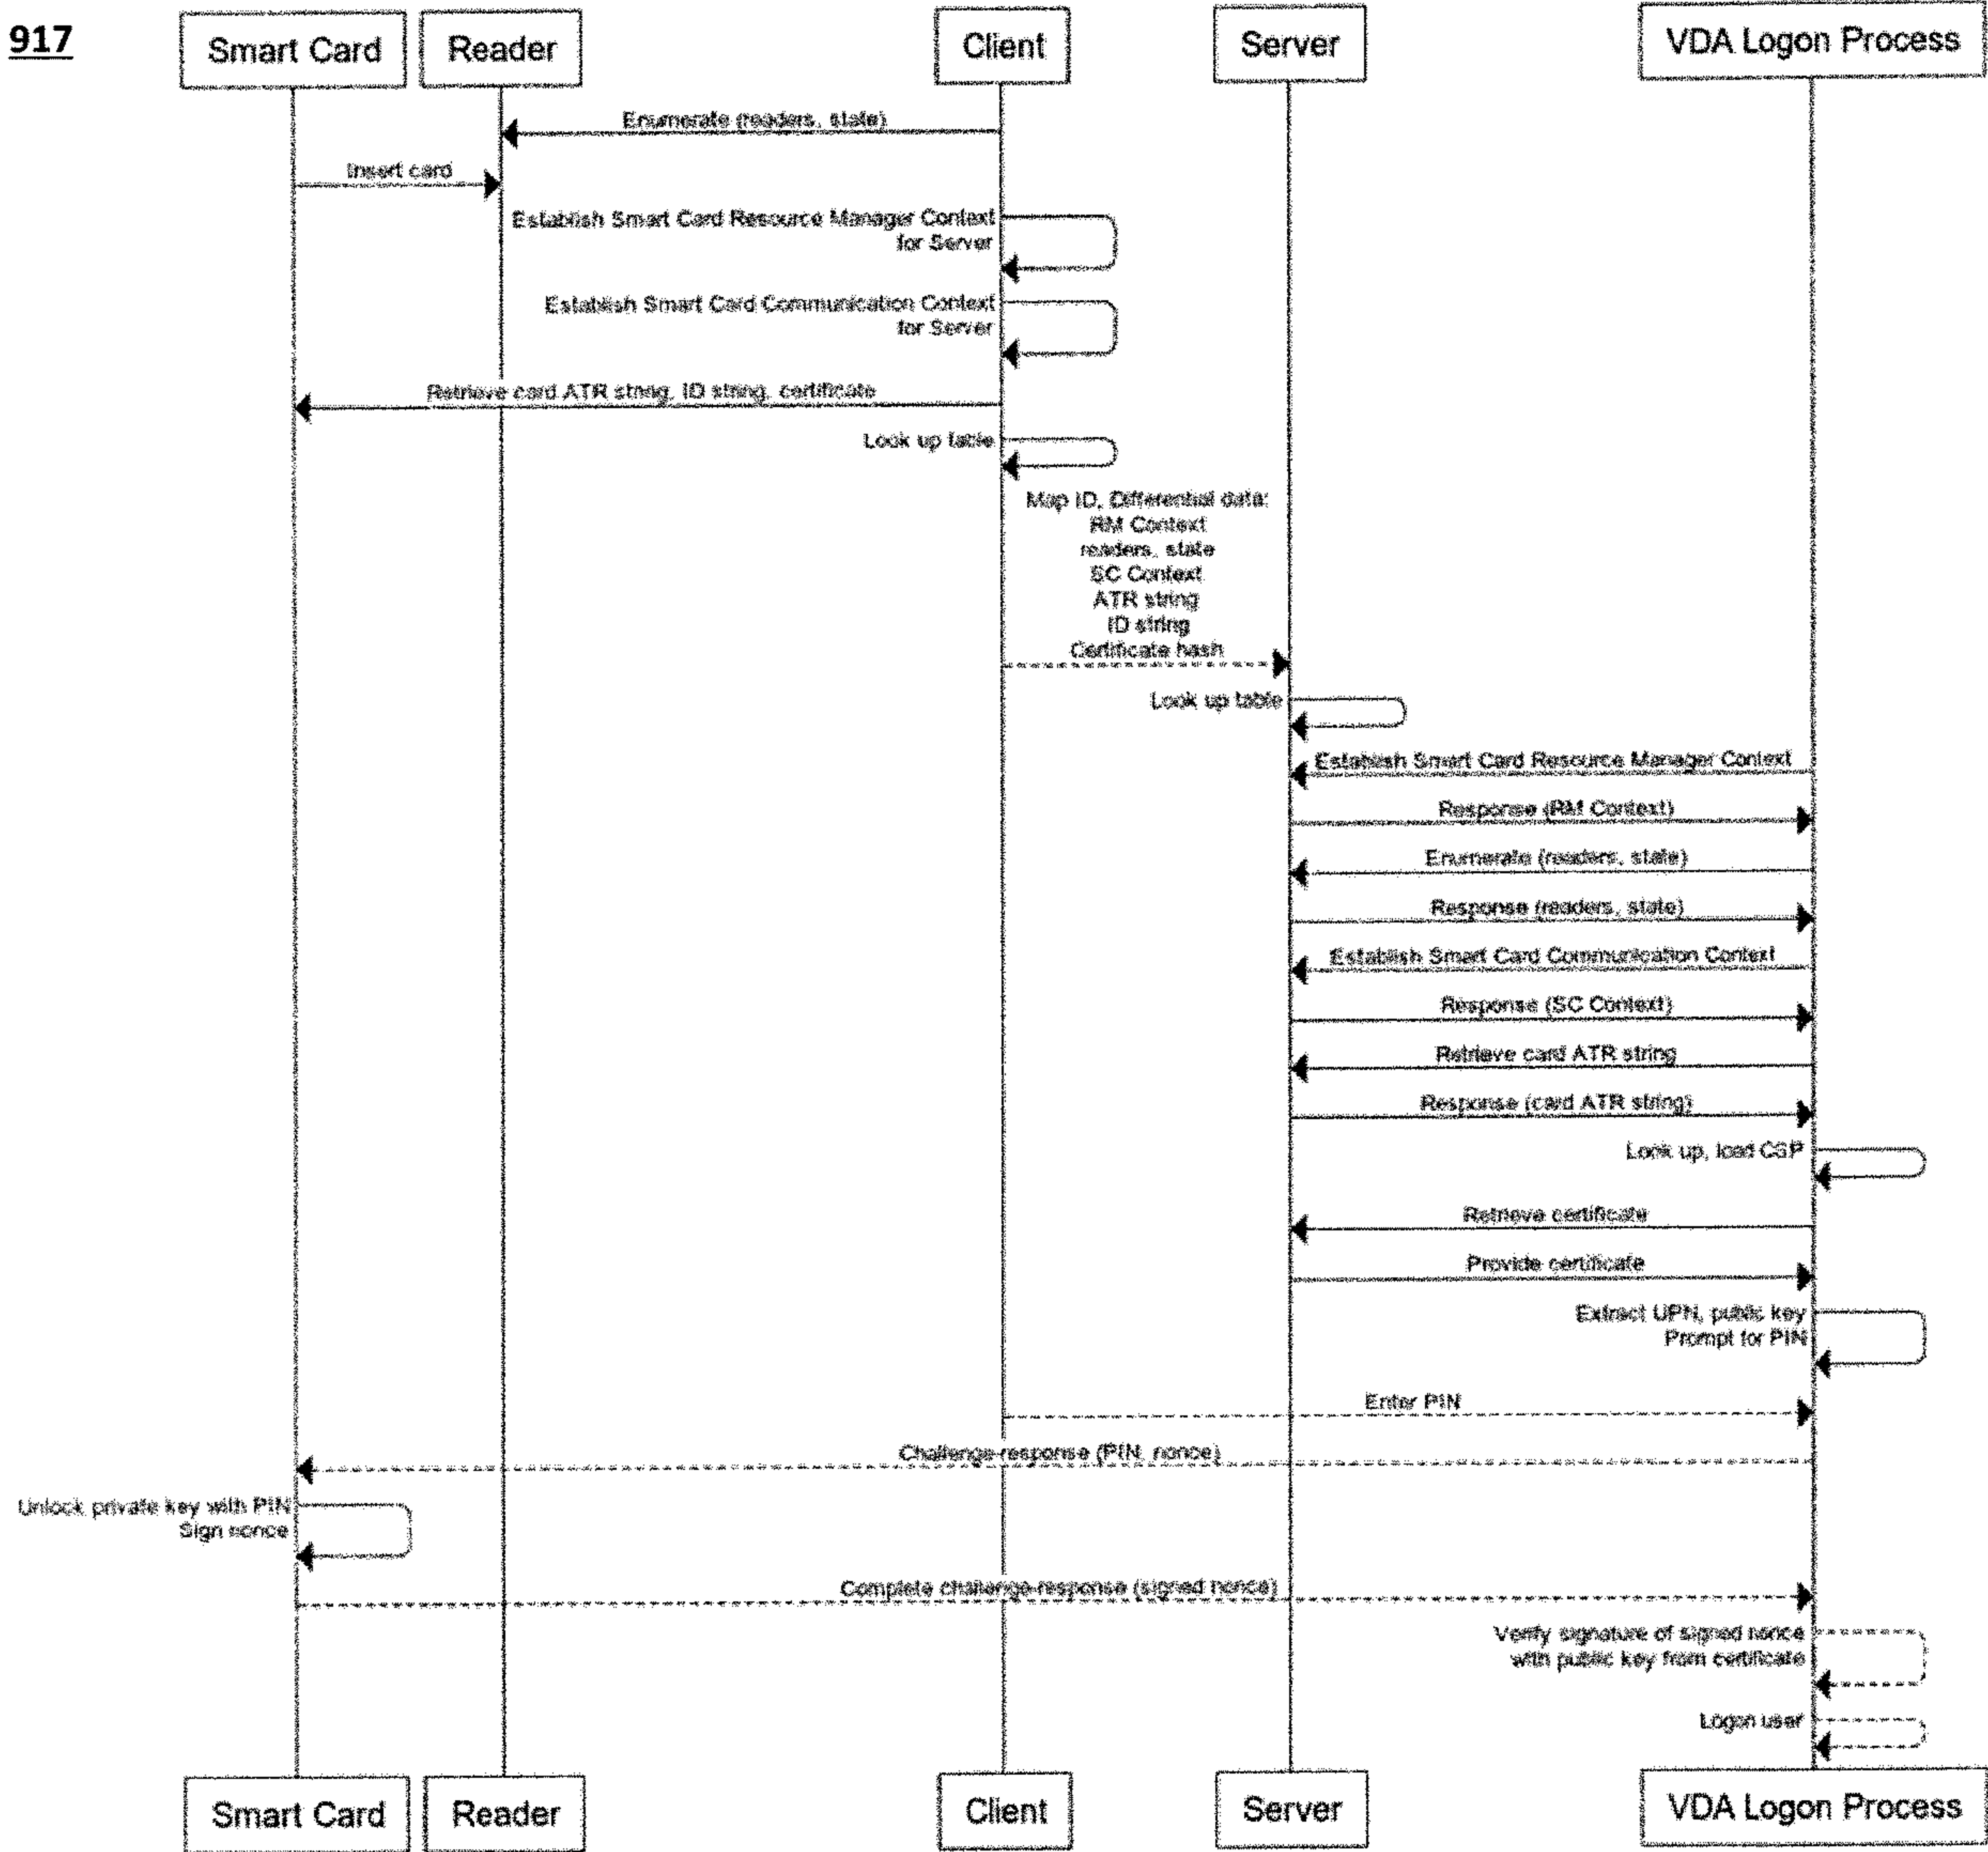 917
Smart Card
Reader
Client
Server
VDA Logon Process
Enumerate (readers, state)
Insert card
Establish Smart Card Resource Manager Context
for Server
Establish Smart Card Communication Context
for Server
Retrieve card ATR string, ID string, certificate
Look up table
Map ID, Differential data:
RM Context
readers, state
SC Context
ATR string
ID string
Certificate hash
Look up table
Establish Smart Card Resource Manager Context
Response (RM Context)
Enumerate (readers, state)
Response (readers, state)
Establish Smart Card Communication Context
Response (SC Context)
Retrieve card ATR string
Response (card ATR string)
Look up, load CSP
Retrieve certificate
Provide certificate
Extract UPN, public key
Prompt for PIN
Enter PIN
Challenge-response (PIN, nonce)
Unlock private key with PIN
Sign nonce
Complete challenge-response (signed nonce)
Verify signature of signed nonce
with public key from certificate
Logon user
Smart Card
Reader
Client
Server
VDA Logon Process